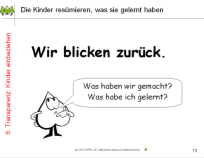 Die Kinder resümieren, was sie gelernt haben
6. Transparenz: Kinder einbeziehen
Wir blicken zurück.
Was haben wir gemacht?
Was habe ich gelernt?
73